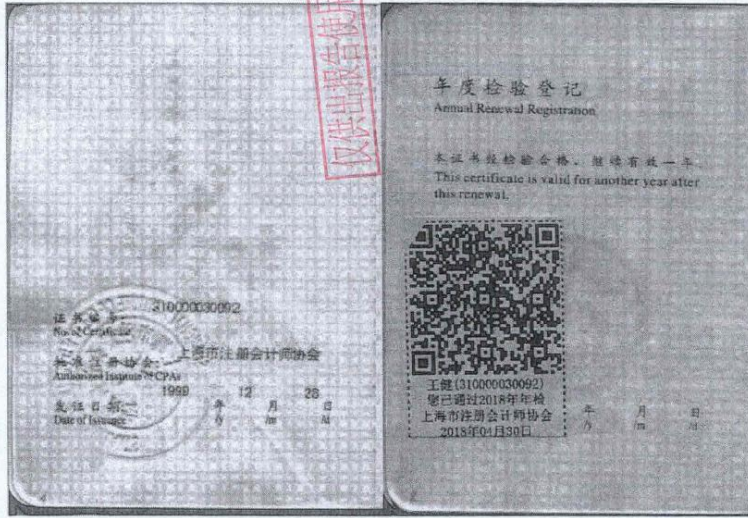 仅供出报告使用
证书编号:
No. of Certificate
310000030092
批准注册协会:
上海市注册会计师协会
Authorized Institute of CPAs
发证日期:
1999 年 12 月 28 日
Date of Issuance
/y /m /d
年度检验登记
Annual Renewal Registration
本证书经检验合格，继续有效一年。
This certificate is valid for another year after
this renewal.
王健(310000030092)
您已通过2018年年检
上海市注册会计师协会
2018年04月30日
年 月 日
/y /m /d